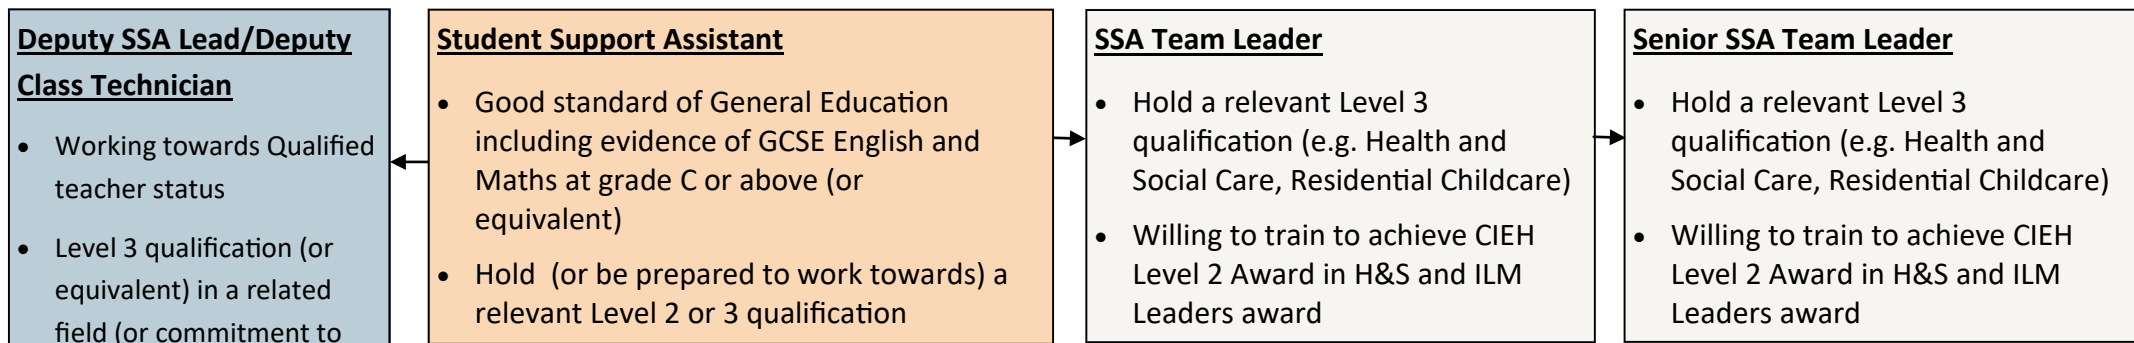 Deputy SSA Lead/Deputy
Class Technician
• Working towards Qualified
teacher status
• Level 3 qualification (or
equivalent) in a related
field (or commitment to
Student Support Assistant
• Good standard of General Education
including evidence of GCSE English and
Maths at grade C or above (or
equivalent)
• Hold (or be prepared to work towards) a
relevant Level 2 or 3 qualification
SSA Team Leader
• Hold a relevant Level 3
qualification (e.g. Health and
Social Care, Residential Childcare)
• Willing to train to achieve CIEH
Level 2 Award in H&S and ILM
Leaders award
Senior SSA Team Leader
• Hold a relevant Level 3
qualification (e.g. Health and
Social Care, Residential Childcare)
• Willing to train to achieve CIEH
Level 2 Award in H&S and ILM
Leaders award